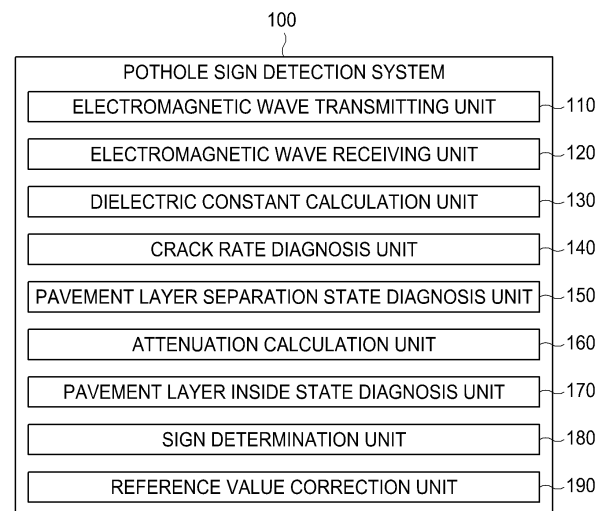 100
POTHOLE SIGN DETECTION SYSTEM
ELECTROMAGNETIC WAVE TRANSMITTING UNIT 110
ELECTROMAGNETIC WAVE RECEIVING UNIT 120
DIELECTRIC CONSTANT CALCULATION UNIT 130
CRACK RATE DIAGNOSIS UNIT 140
PAVEMENT LAYER SEPARATION STATE DIAGNOSIS UNIT 150
ATTENUATION CALCULATION UNIT 160
PAVEMENT LAYER INSIDE STATE DIAGNOSIS UNIT 170
SIGN DETERMINATION UNIT 180
REFERENCE VALUE CORRECTION UNIT 190